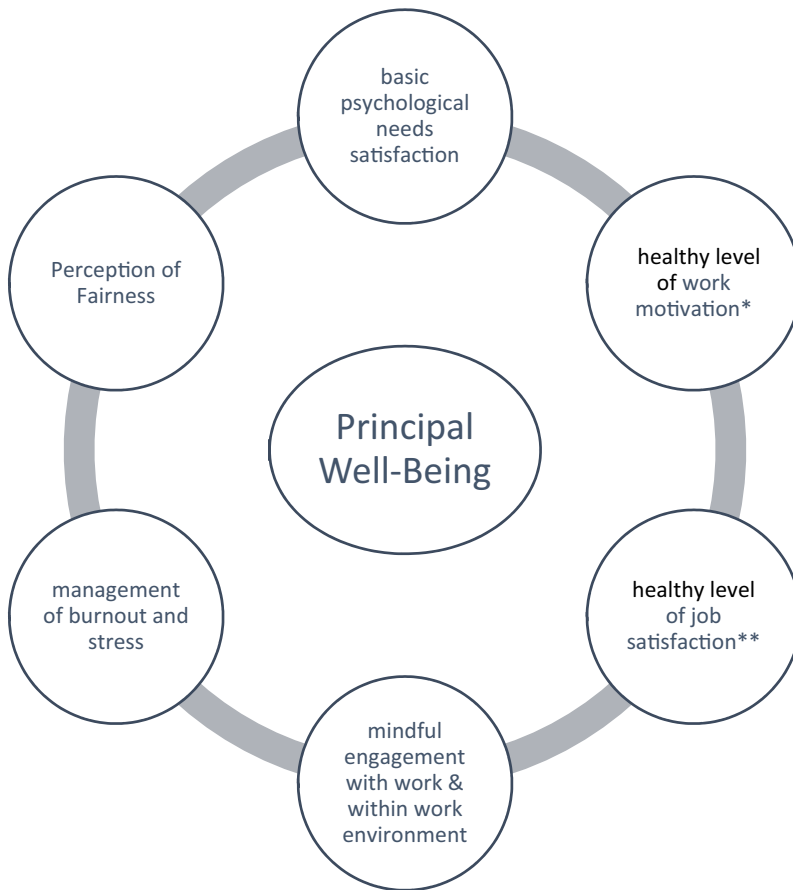 basic
psychological
needs
satisfaction
healthy level
of work
motivation*
healthy level
of job
satisfaction**
mindful
engagement
with work &
within work
environment
management
of burnout and
stress
Perception of
Fairness
Principal
Well-Being